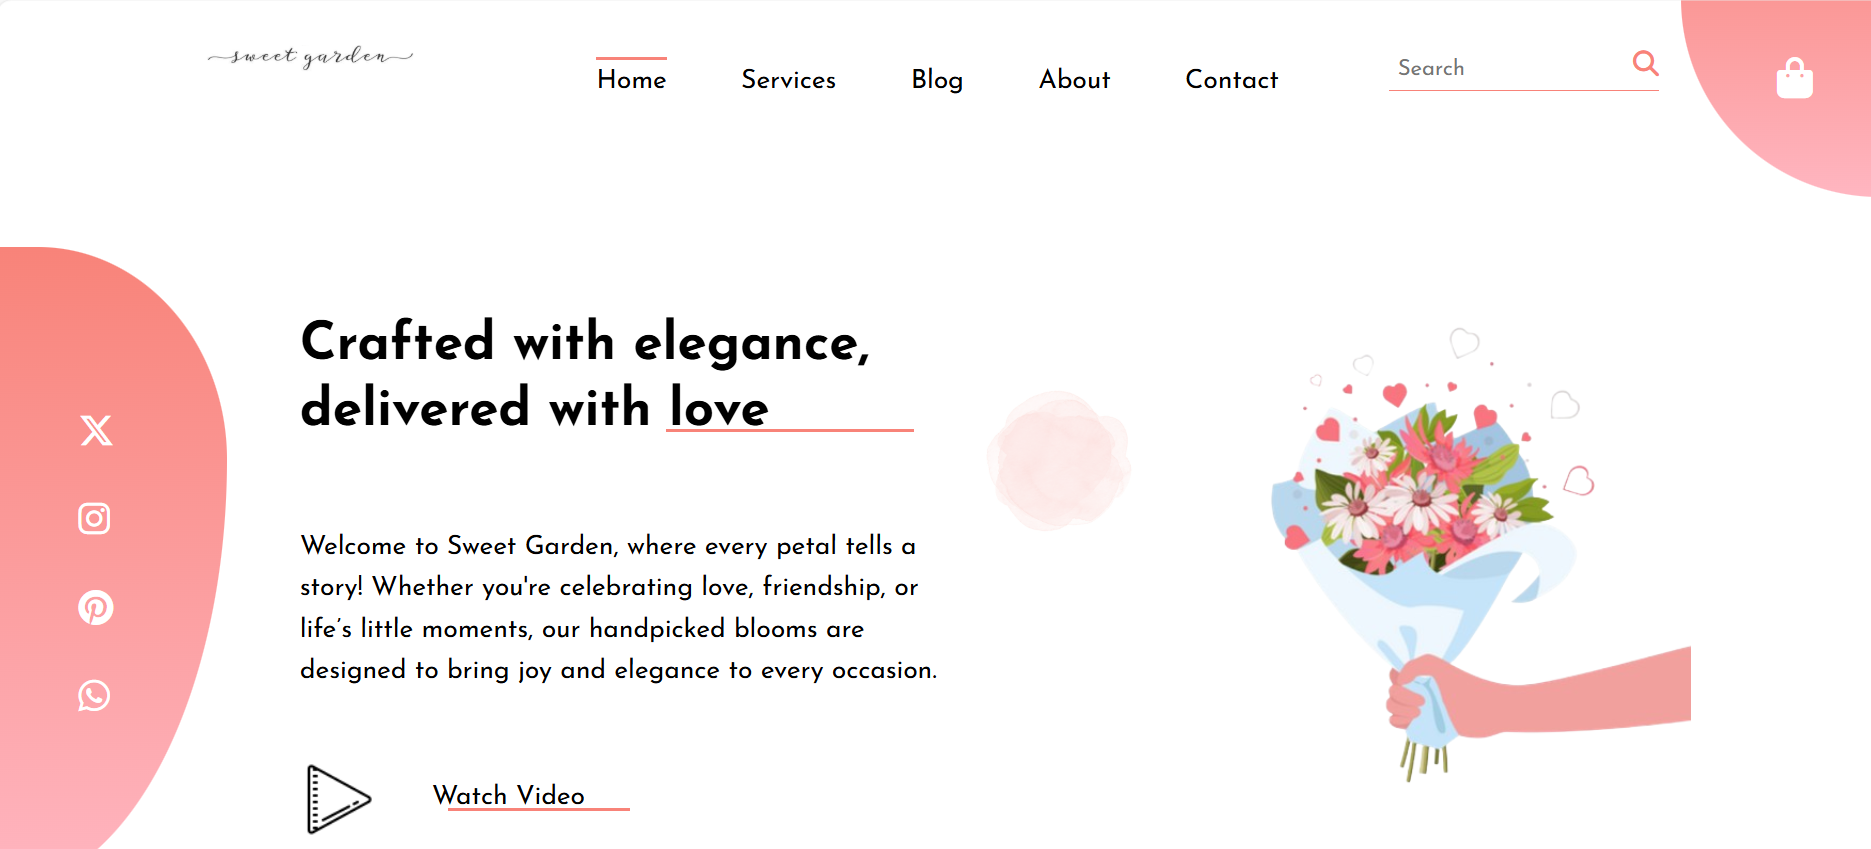 sweet garden
Home
Services
Blog
About
Contact
Search
Crafted with elegance,
delivered with love
Welcome to Sweet Garden, where every petal tells a
story! Whether you're celebrating love, friendship, or
life’s little moments, our handpicked blooms are
designed to bring joy and elegance to every occasion.
Watch Video